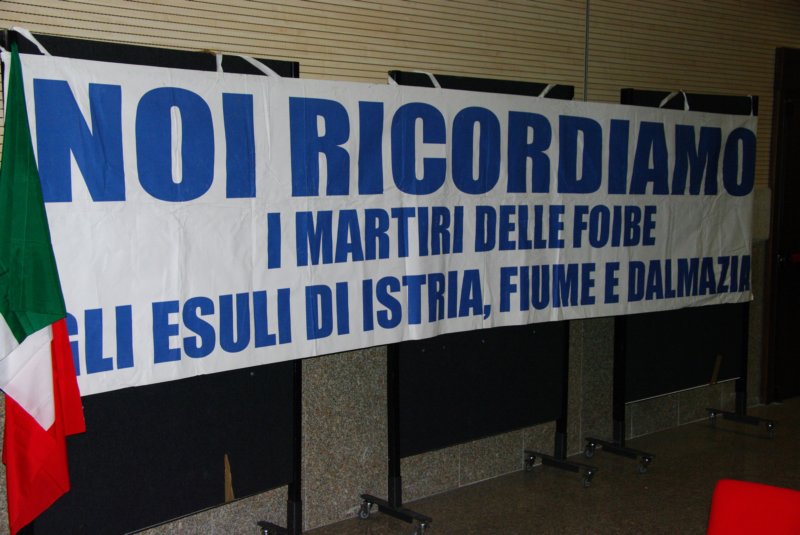 NOI RICORDIAMO
I MARTIRI DELLE FOIBE
GLI ESULI DI ISTRIA, FIUME E DALMAZIA